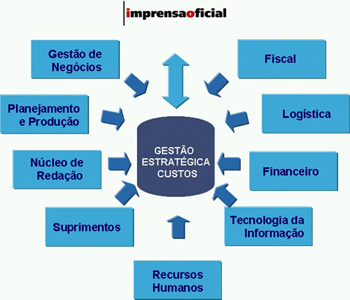 imprensaoficial
Gestão de
Negócios
Fiscal
Planejamento
e Produção
Logística
GESTÃO
ESTRATÉGICA
CUSTOS
Núcleo de
Redação
Financeiro
Suprimentos
Tecnologia da
Informação
Recursos
Humanos